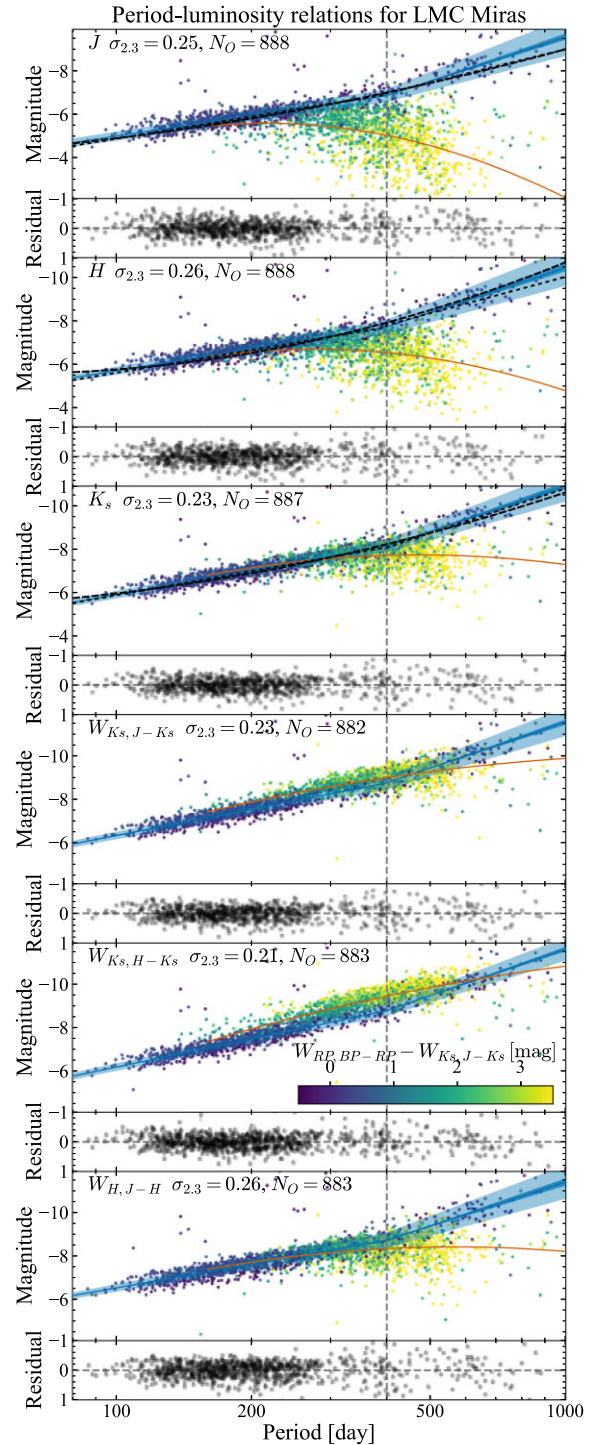 Period-luminosity relations for LMC Miras
J σ2.3 = 0.25, NO = 888
Magnitude
−8
−6
−4
−1
Residual
0
1
H σ2.3 = 0.26, NO = 888
Magnitude
−10
−8
−6
−4
−1
Residual
0
1
Ks σ2.3 = 0.23, NO = 887
Magnitude
−10
−8
−6
−4
−1
Residual
0
1
WKs, J−Ks σ2.3 = 0.23, NO = 882
Magnitude
−10
−8
−6
−1
Residual
0
1
WKs, H−Ks σ2.3 = 0.21, NO = 883
Magnitude
−10
−8
−6
WRP, BP−RP − WKs, J−Ks [mag]
0 1 2 3
−1
Residual
0
1
WH, J−H σ2.3 = 0.26, NO = 883
Magnitude
−10
−8
−6
−1
Residual
0
1
100 200 500 1000
Period [day]